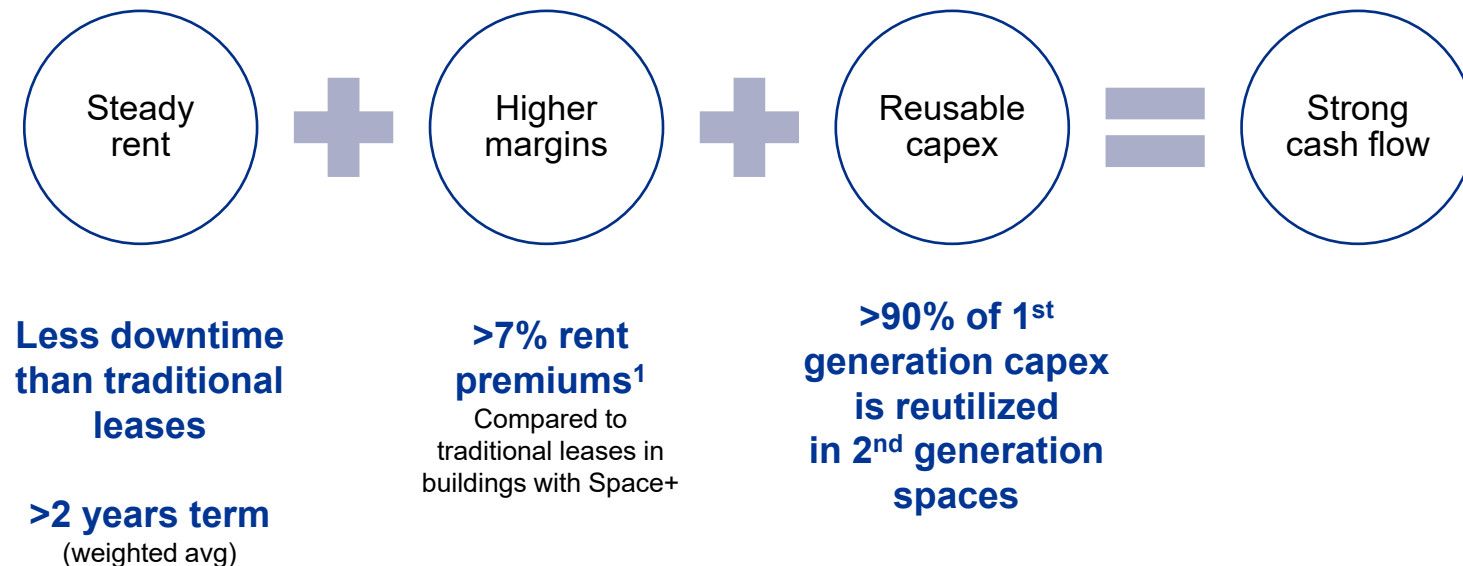 Steady
rent
Higher
margins
Reusable
capex
Strong
cash flow
Less downtime
than traditional
leases
>2 years term
(weighted avg)
>7% rent
premiums¹
Compared to
traditional leases in
buildings with Space+
>90% of 1st
generation capex
is reutilized
in 2nd generation
spaces